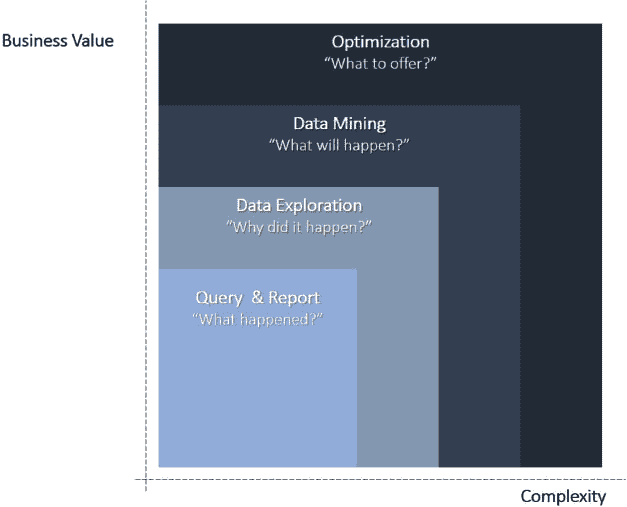 Business Value
Optimization
“What to offer?”
Data Mining
“What will happen?”
Data Exploration
“Why did it happen?”
Query & Report
“What happened?”
Complexity